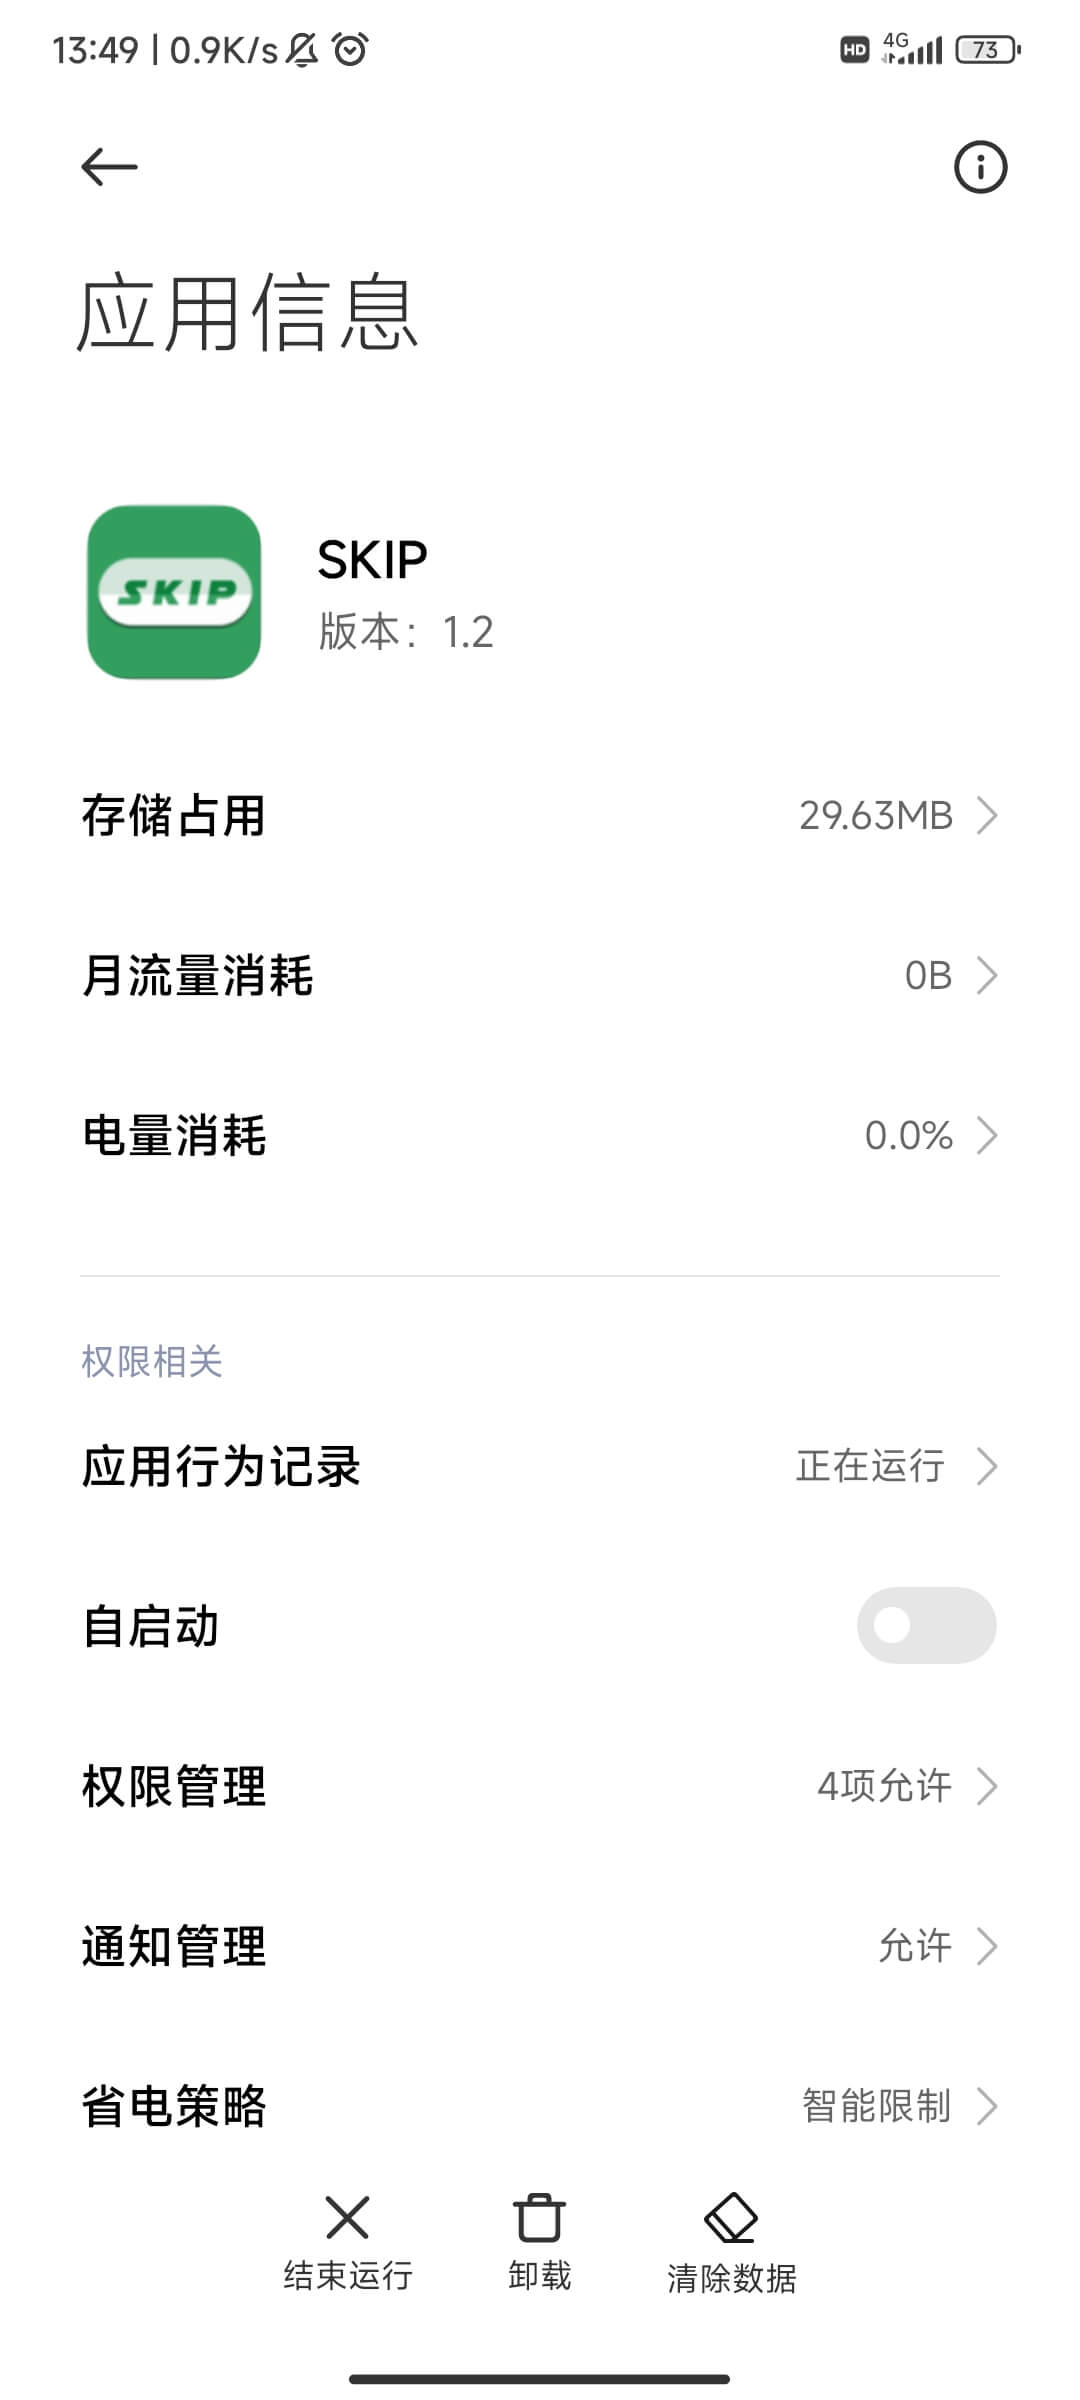 13:49 | 0.9K/s
HD 4G 73
应用信息
SKIP
SKIP
版本：1.2
存储占用 29.63MB
月流量消耗 0B
电量消耗 0.0%
权限相关
应用行为记录 正在运行
自启动
权限管理 4项允许
通知管理 允许
省电策略 智能限制
结束运行 卸载 清除数据